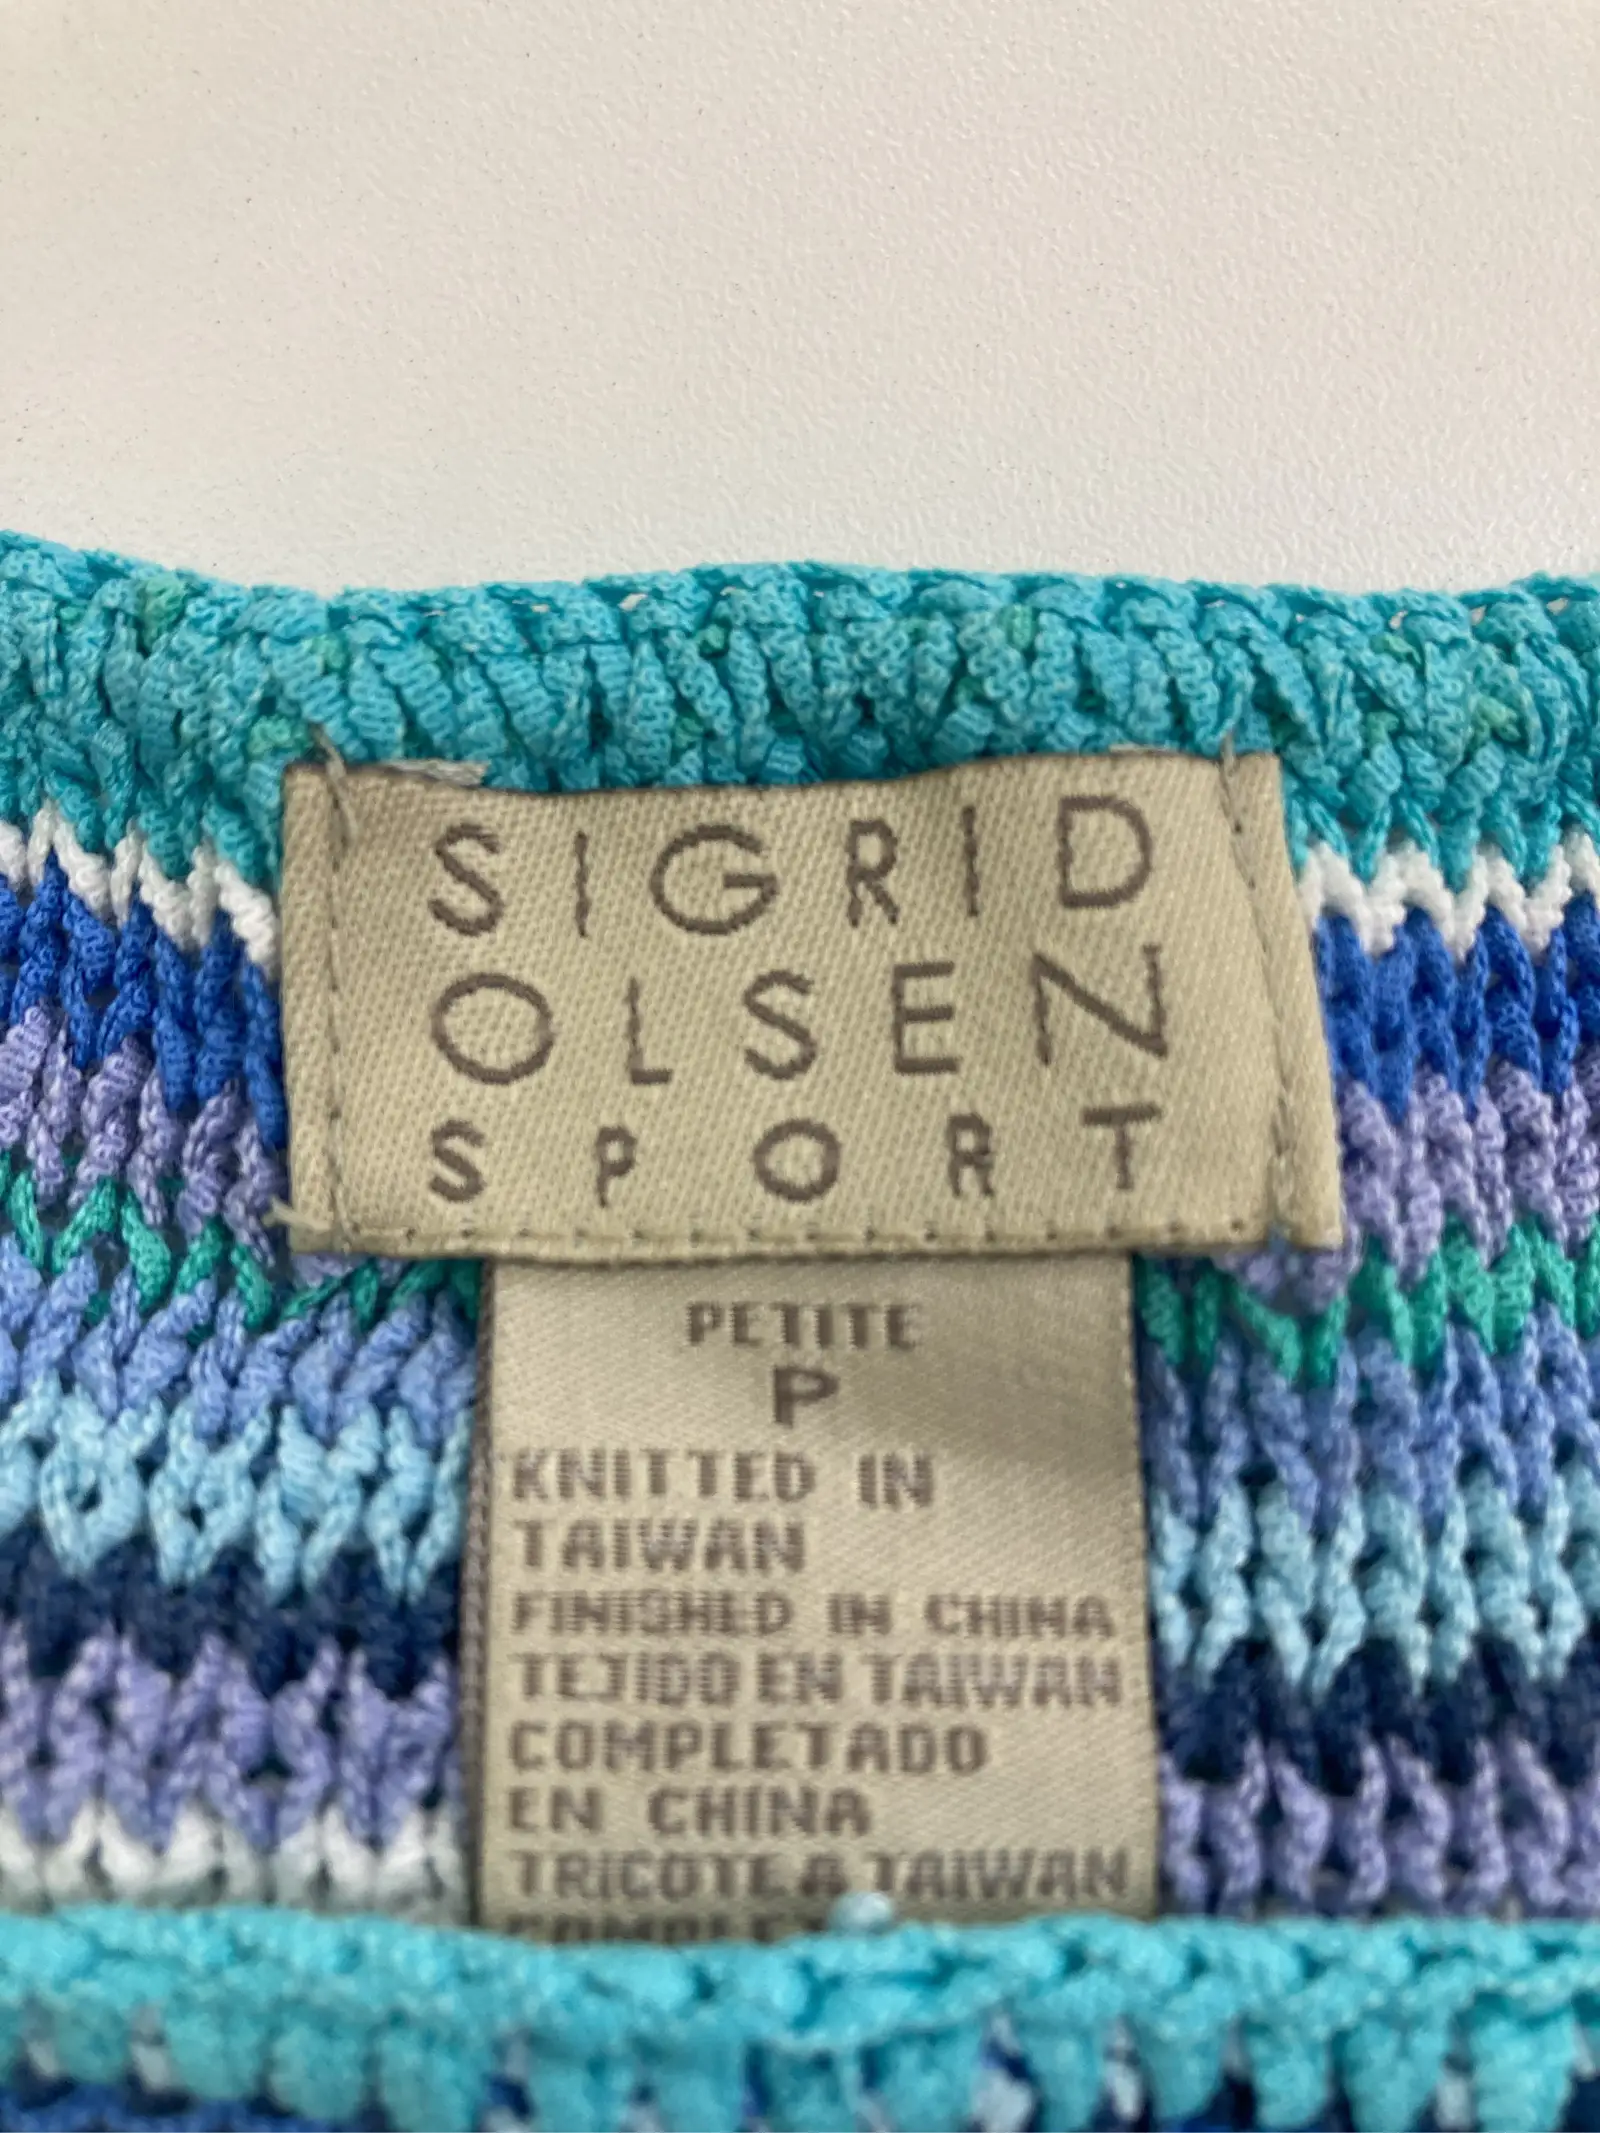 SIGRID
OLSEN
SPORT
PETITE
P
KNITTED IN
TAIWAN
FINISHED IN CHINA
TEJIDO EN TAIWAN
COMPLETADO
EN CHINA
TRICOTE A TAIWAN